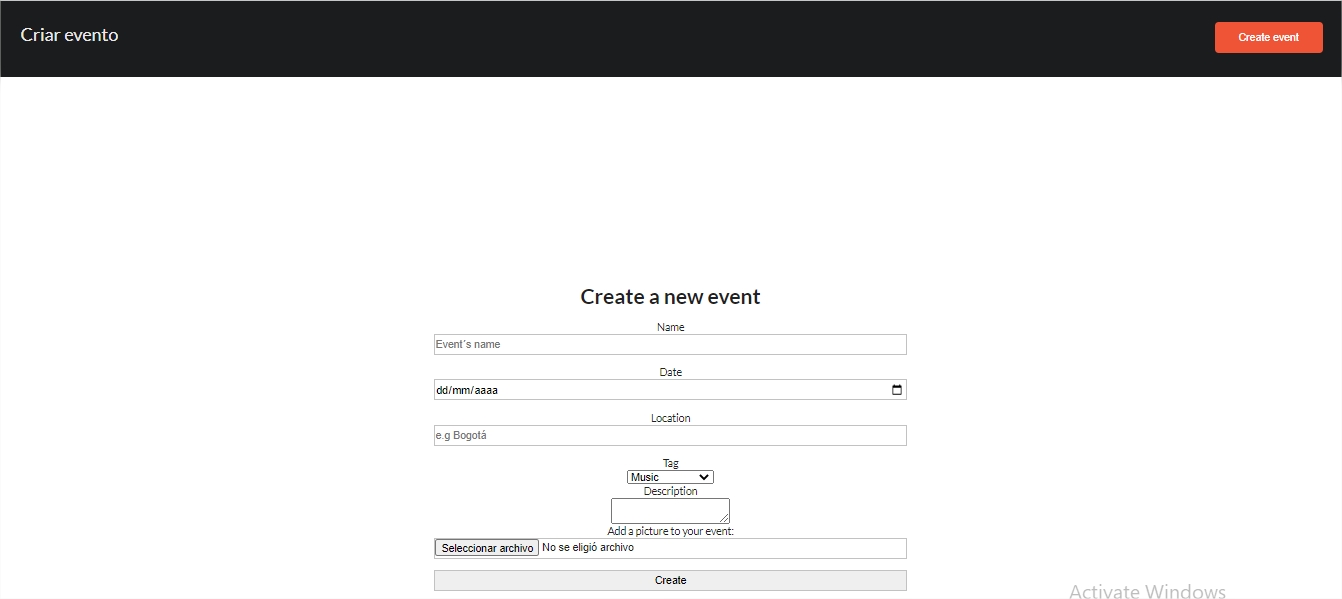 Criar evento
Create event
Create a new event
Name
Event´s name
Date
dd/mm/aaaa
Location
e.g Bogotá
Tag
Music
Description
Add a picture to your event:
Seleccionar archivo No se eligió archivo
Create
Activate Windows